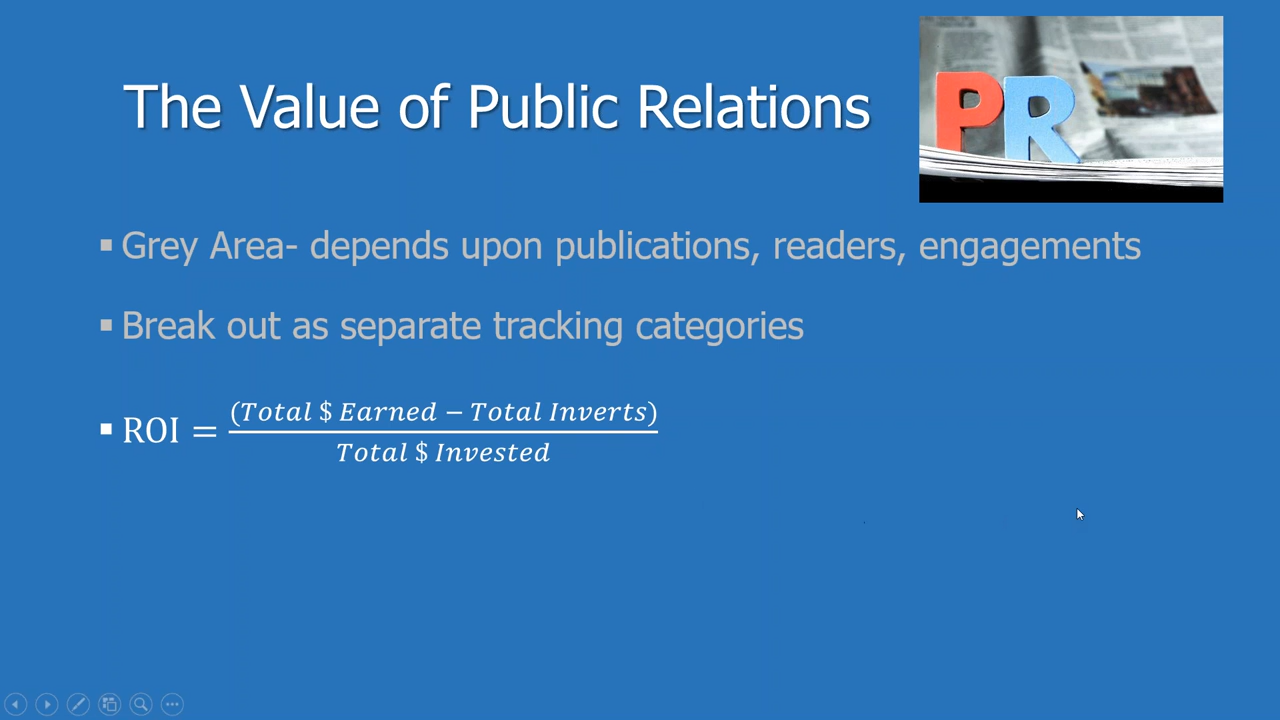 The Value of Public Relations
PR
▪ Grey Area- depends upon publications, readers, engagements
▪ Break out as separate tracking categories
▪ ROI = (Total $ Earned − Total Inverts)
Total $ Invested